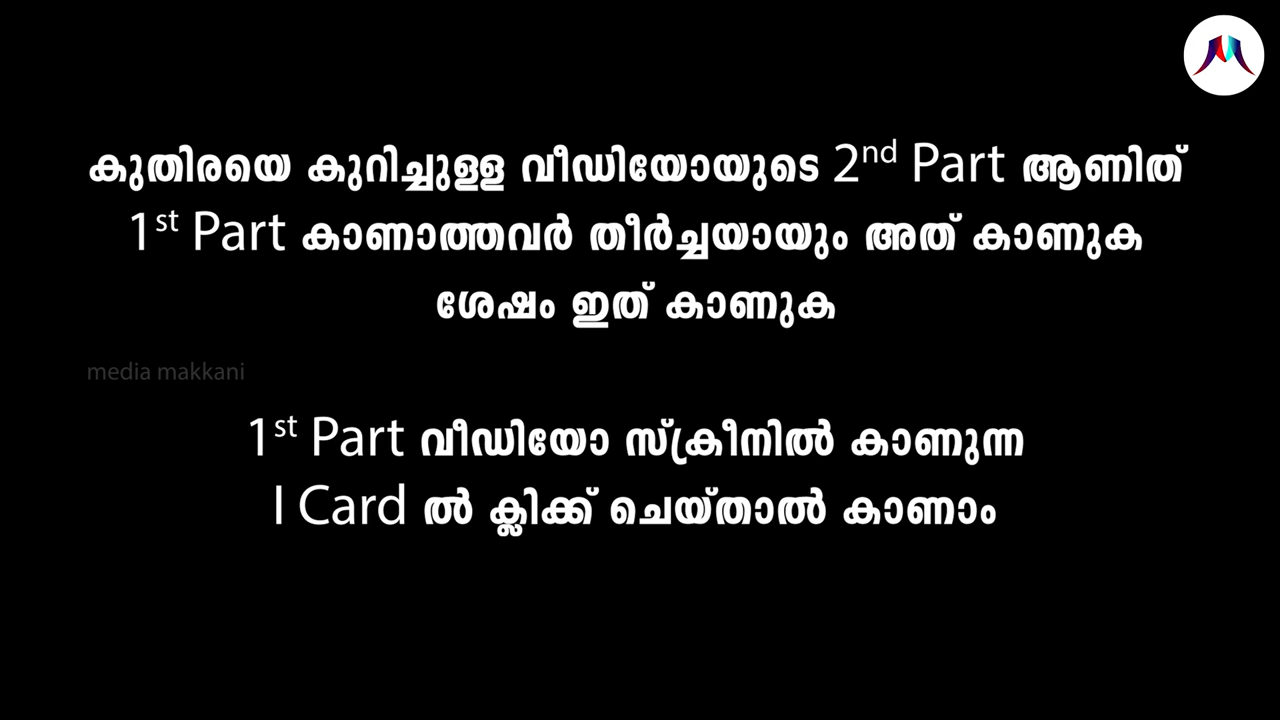 കുതിരയെ കുറിച്ചുള്ള വീഡിയോയുടെ 2nd Part ആണിത്
1st Part കാണാത്തവർ തീർച്ചയായും അത് കാണുക
ശേഷം ഇത് കാണുക
media makkani
1st Part വീഡിയോ സ്ക്രീനിൽ കാണുന്ന
I Card ൽ ക്ലിക്ക് ചെയ്താൽ കാണാം